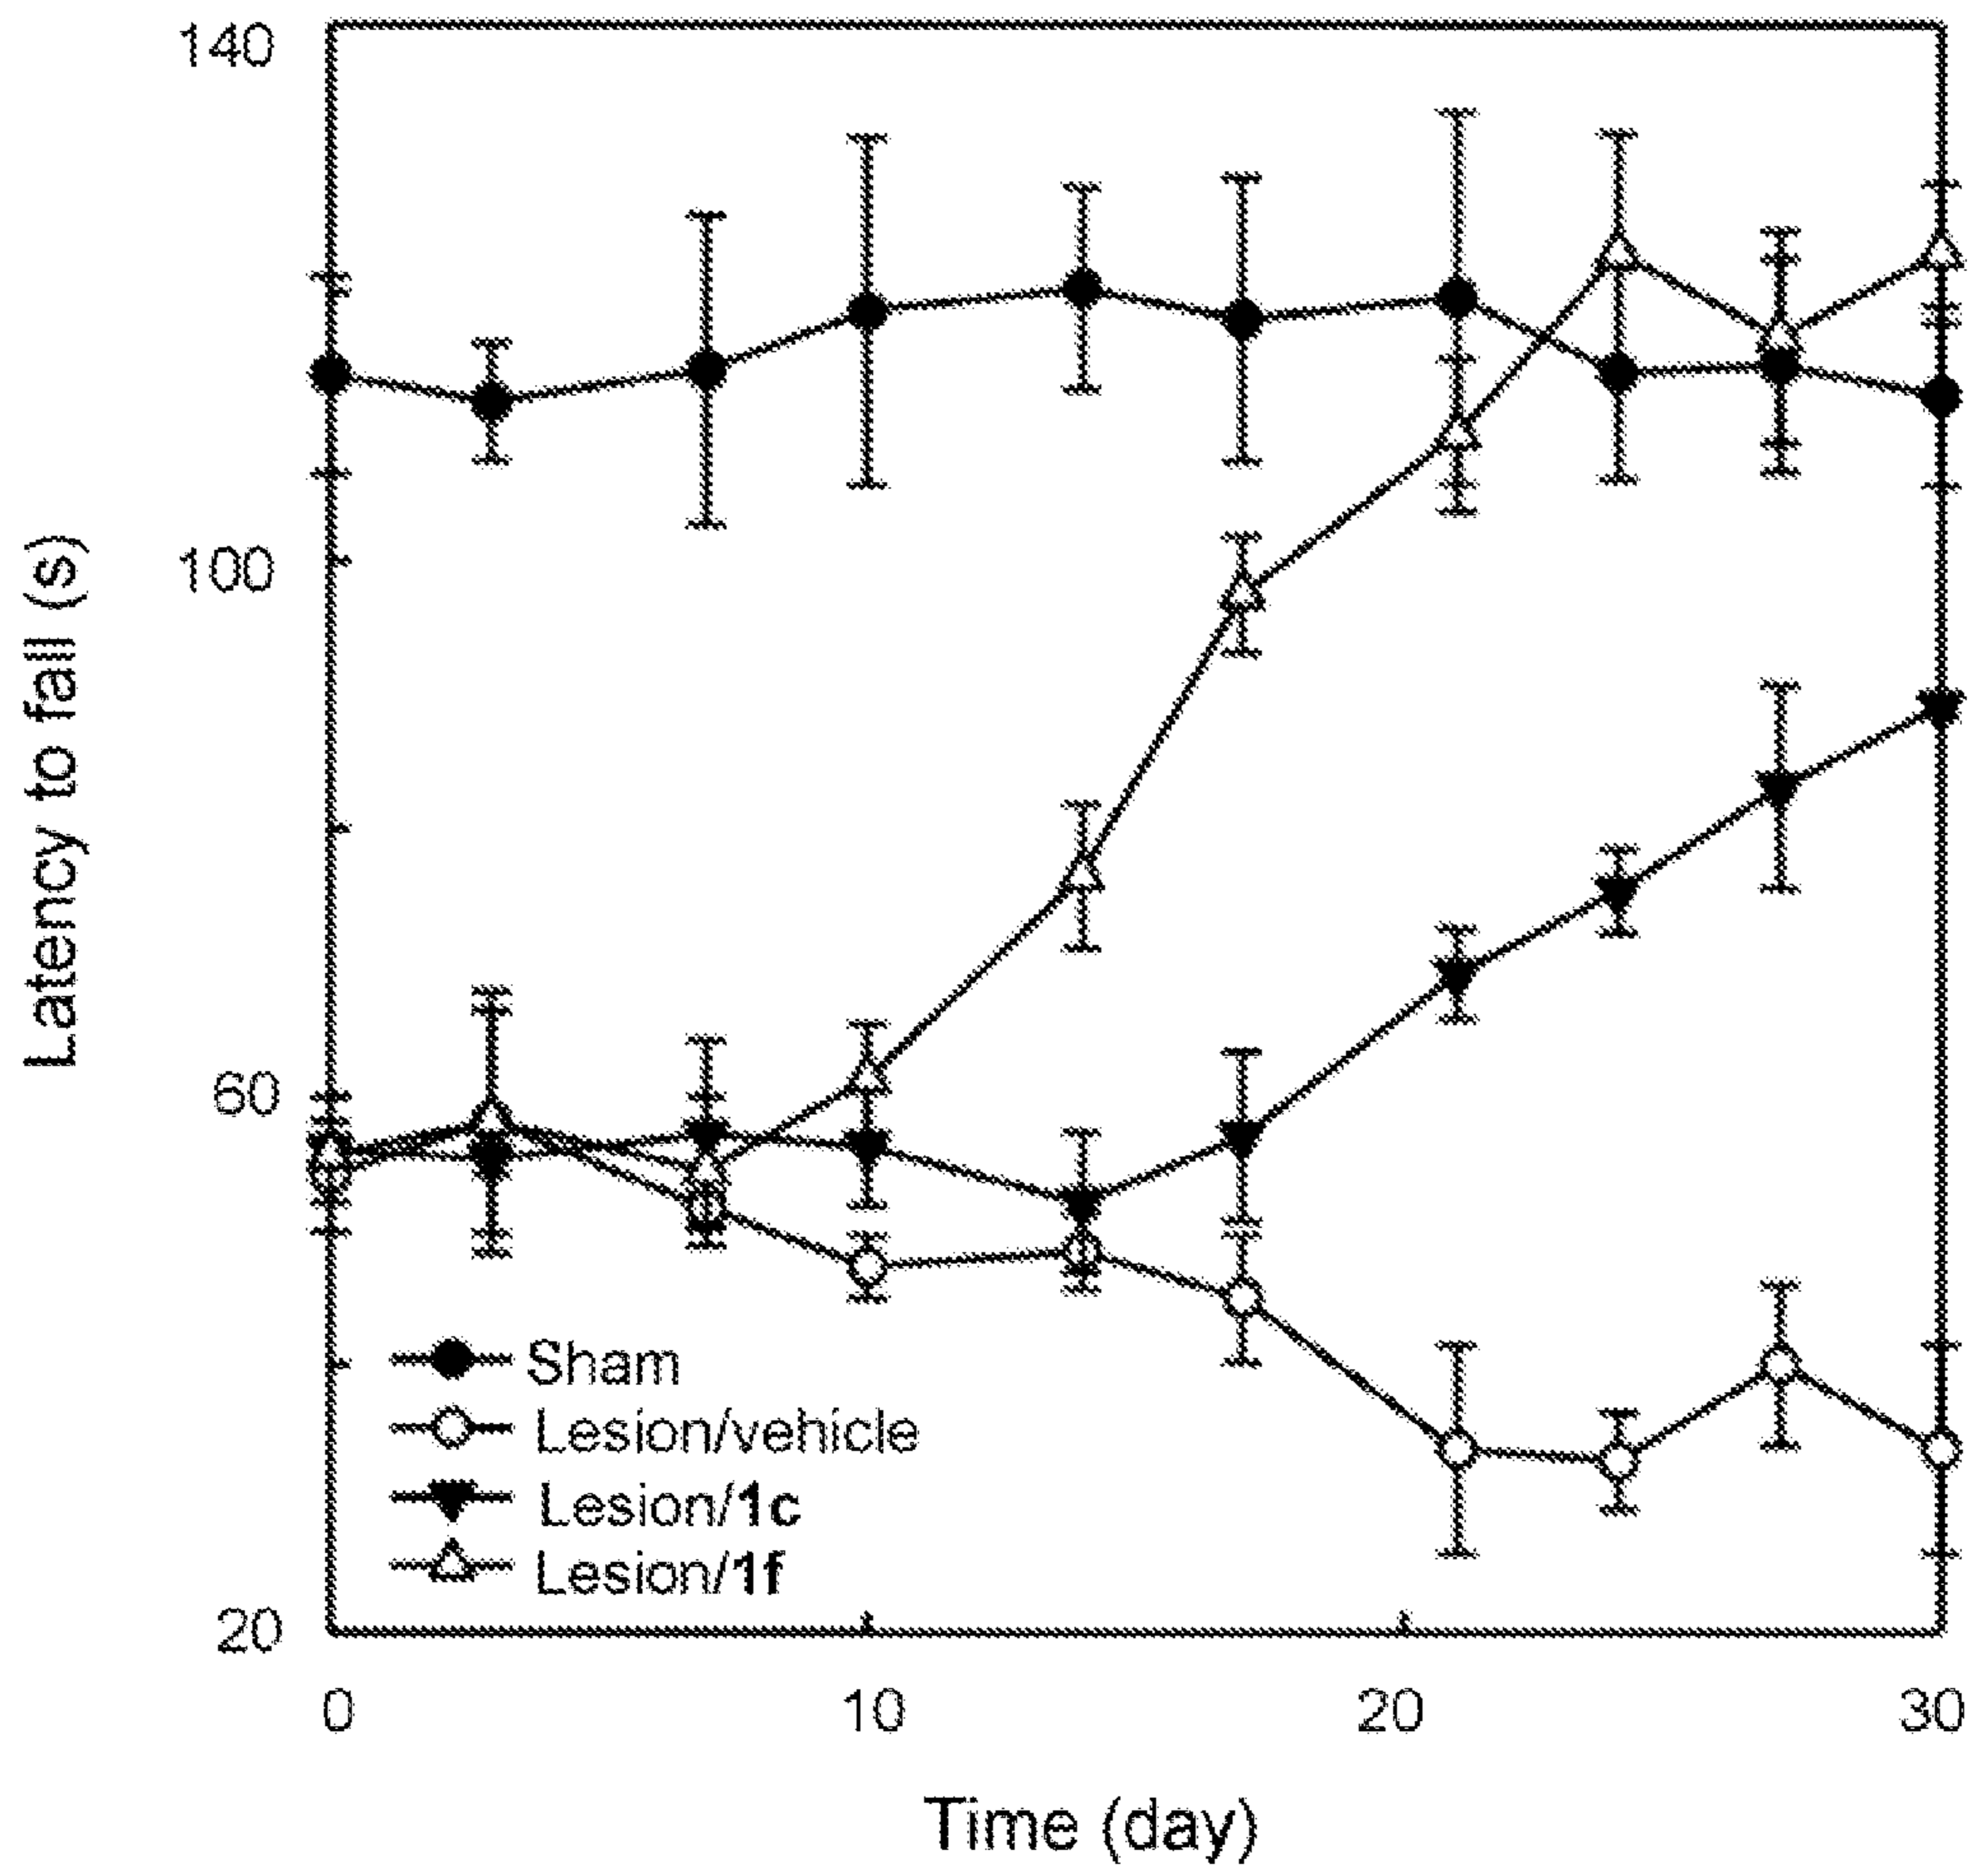 Latency to fall (s)
140
100
60
20
Sham
Lesion/vehicle
Lesion/1c
Lesion/1f
0 10 20 30
Time (day)